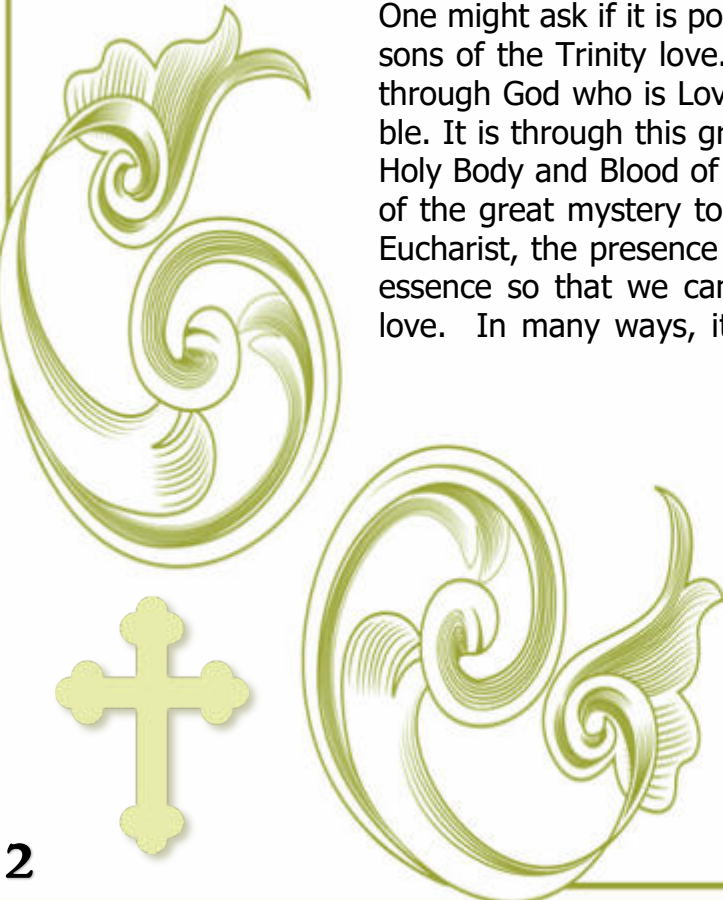 One might ask if it is po
sons of the Trinity love.
through God who is Lov
ble. It is through this gr
Holy Body and Blood of
of the great mystery to
Eucharist, the presence
essence so that we can
love. In many ways, it
2